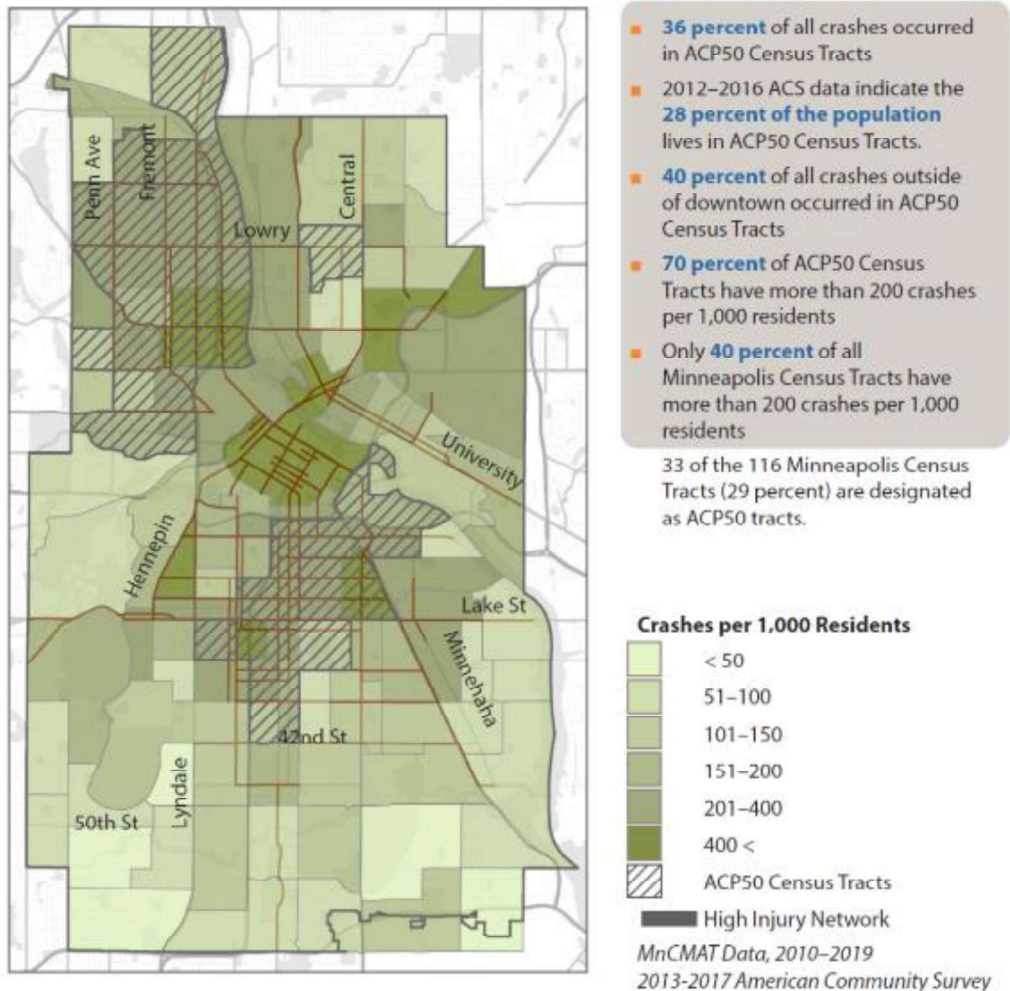 Penn Ave
Fremont
Central
Lowry
University
Hennepin
Lake St
Minnehaha
42nd St
Lyndale
50th St
36 percent of all crashes occurred
in ACP50 Census Tracts
2012–2016 ACS data indicate the
28 percent of the population
lives in ACP50 Census Tracts.
40 percent of all crashes outside
of downtown occurred in ACP50
Census Tracts
70 percent of ACP50 Census
Tracts have more than 200 crashes
per 1,000 residents
Only 40 percent of all
Minneapolis Census Tracts have
more than 200 crashes per 1,000
residents
33 of the 116 Minneapolis Census
Tracts (29 percent) are designated
as ACP50 tracts.
Crashes per 1,000 Residents
< 50
51–100
101–150
151–200
201–400
400 <
ACP50 Census Tracts
High Injury Network
MnCMAT Data, 2010–2019
2013-2017 American Community Survey